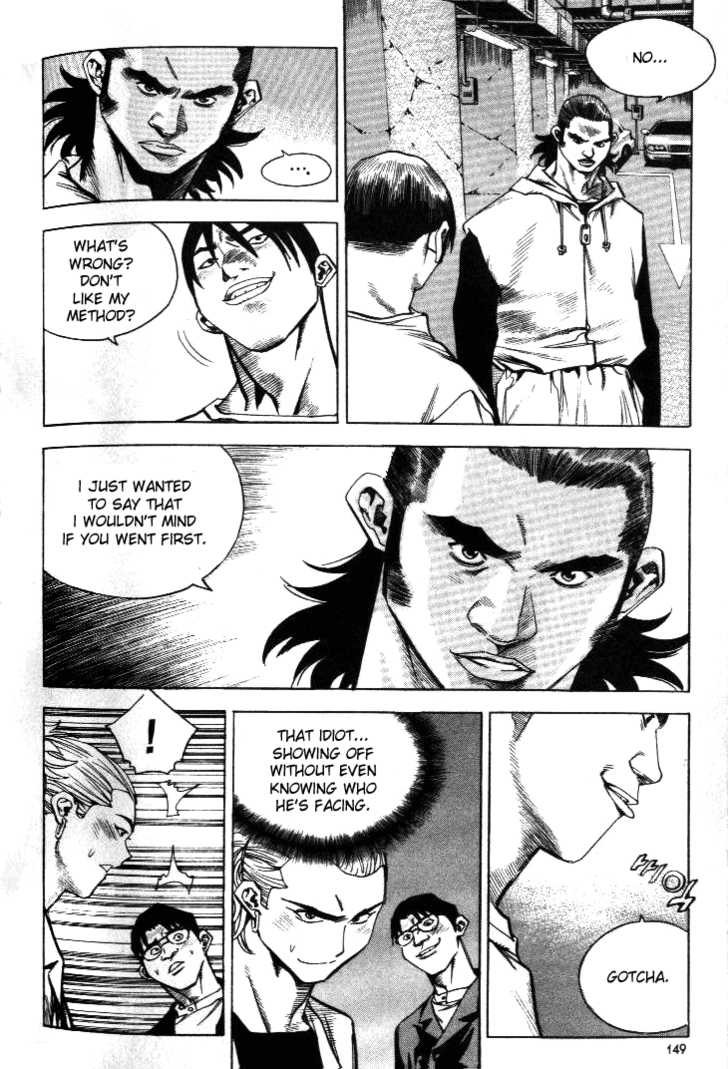 ...
WHAT'S
WRONG?
DON'T
LIKE MY
METHOD?
NO...
I JUST WANTED
TO SAY THAT
I WOULDN'T MIND
IF YOU WENT FIRST.
!
THAT IDIOT...
SHOWING OFF
WITHOUT EVEN
KNOWING WHO
HE'S FACING.
GOTCHA.
149